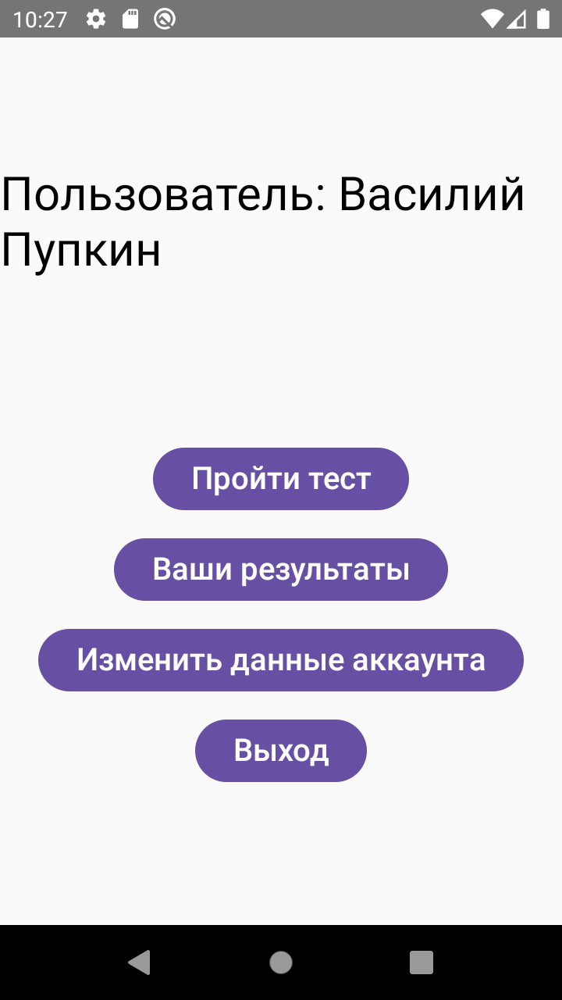 10:27
Пользователь: Василий
Пупкин
Пройти тест
Ваши результаты
Изменить данные аккаунта
Выход